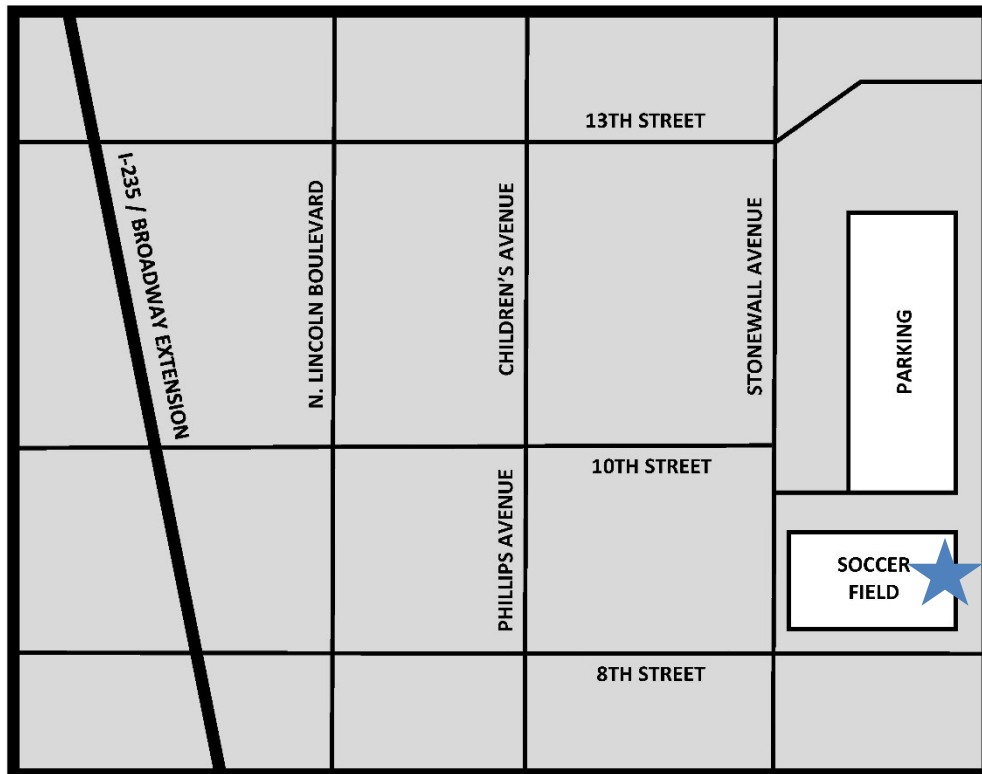 13TH STREET
I-235 / BROADWAY EXTENSION
N. LINCOLN BOULEVARD
CHILDREN'S AVENUE
STONEWALL AVENUE
PARKING
10TH STREET
PHILLIPS AVENUE
SOCCER
FIELD
8TH STREET